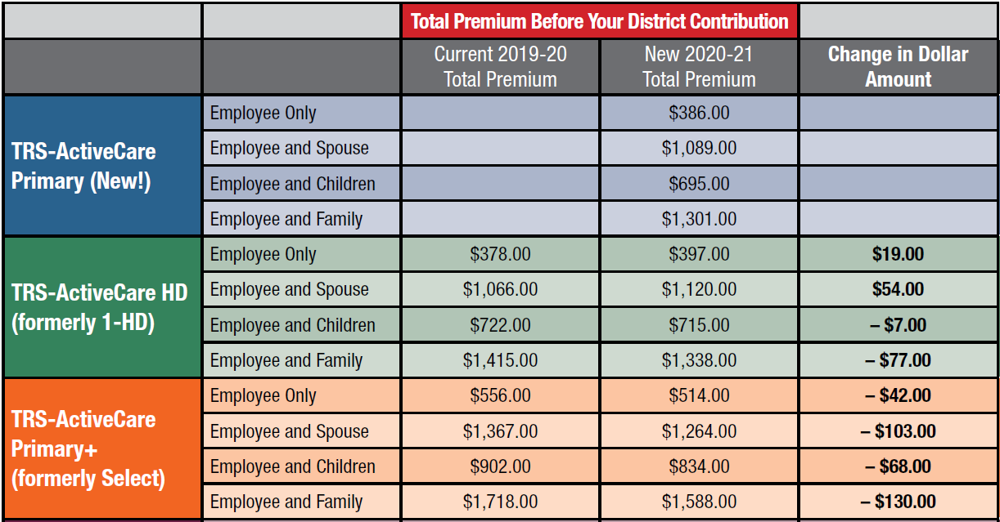 Total Premium Before Your District Contribution
Current 2019-20 Total Premium New 2020-21 Total Premium Change in Dollar Amount
TRS-ActiveCare Primary (New!)
Employee Only $386.00
Employee and Spouse $1,089.00
Employee and Children $695.00
Employee and Family $1,301.00
TRS-ActiveCare HD (formerly 1-HD)
Employee Only $378.00 $397.00 $19.00
Employee and Spouse $1,066.00 $1,120.00 $54.00
Employee and Children $722.00 $715.00 – $7.00
Employee and Family $1,415.00 $1,338.00 – $77.00
TRS-ActiveCare Primary+ (formerly Select)
Employee Only $556.00 $514.00 – $42.00
Employee and Spouse $1,367.00 $1,264.00 – $103.00
Employee and Children $902.00 $834.00 – $68.00
Employee and Family $1,718.00 $1,588.00 – $130.00